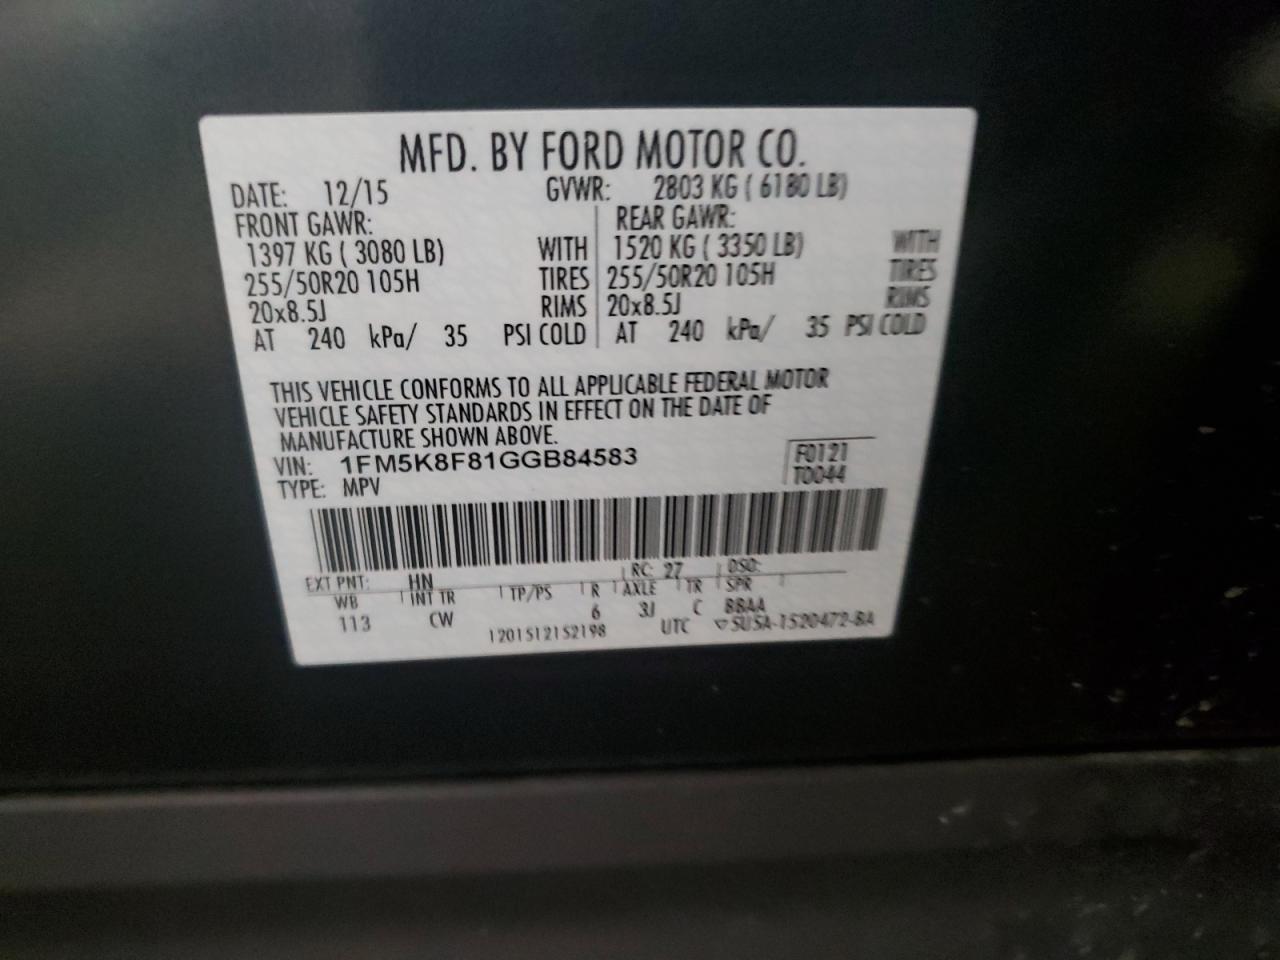 MFD. BY FORD MOTOR CO.
DATE: 12/15 GVWR: 2803 KG ( 6180 LB)
FRONT GAWR: REAR GAWR:
1397 KG ( 3080 LB) WITH 1520 KG ( 3350 LB) WITH
255/50R20 105H TIRES 255/50R20 105H TIRES
20x8.5J RIMS 20x8.5J RIMS
AT 240 kPa/ 35 PSI COLD AT 240 kPa/ 35 PSI COLD
THIS VEHICLE CONFORMS TO ALL APPLICABLE FEDERAL MOTOR
VEHICLE SAFETY STANDARDS IN EFFECT ON THE DATE OF
MANUFACTURE SHOWN ABOVE.
VIN: 1FM5K8F81GGB84583 F0121
TYPE: MPV T0044
EXT PNT: HN RC: 27 DSO:
WB INT TR TP/PS R AXLE TR SPR
113 CW 6 3J C BBAA
1201512152198 UTC ▽5U5A-1520472-BA